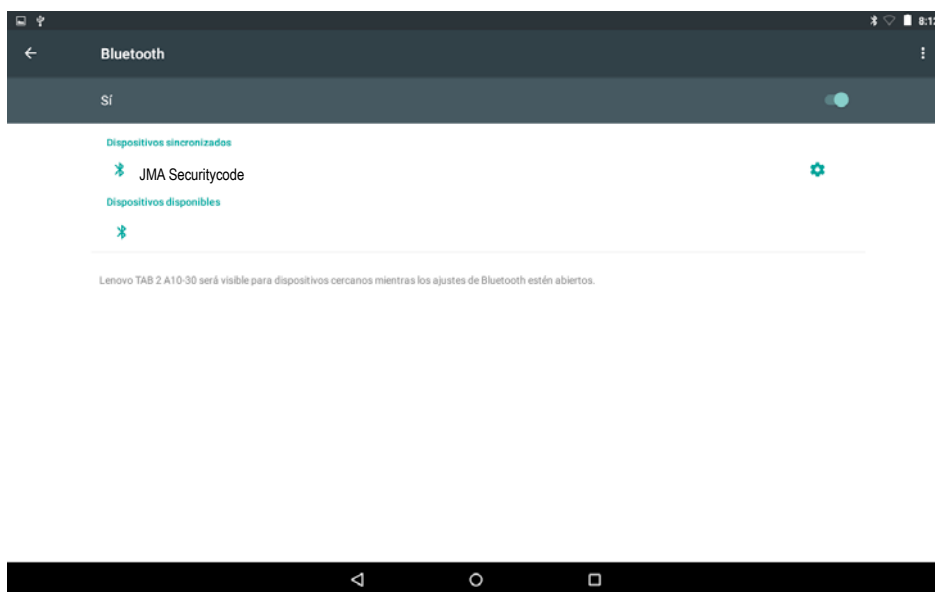 Bluetooth
Sí
Dispositivos sincronizados
JMA Securitycode
Dispositivos disponibles
Lenovo TAB 2 A10-30 será visible para dispositivos cercanos mientras los ajustes de Bluetooth estén abiertos.